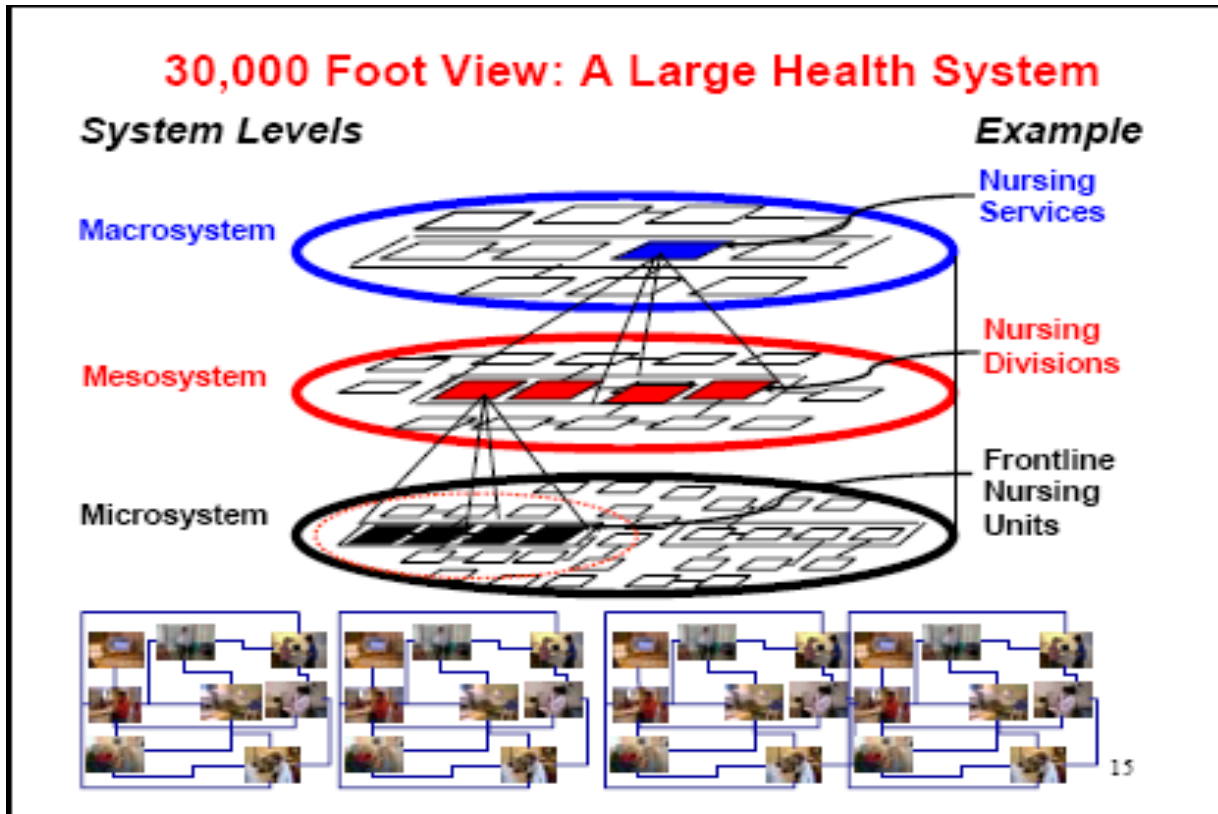 30,000 Foot View: A Large Health System
System Levels
Example
Macrosystem
Nursing
Services
Mesosystem
Nursing
Divisions
Microsystem
Frontline
Nursing
Units
15